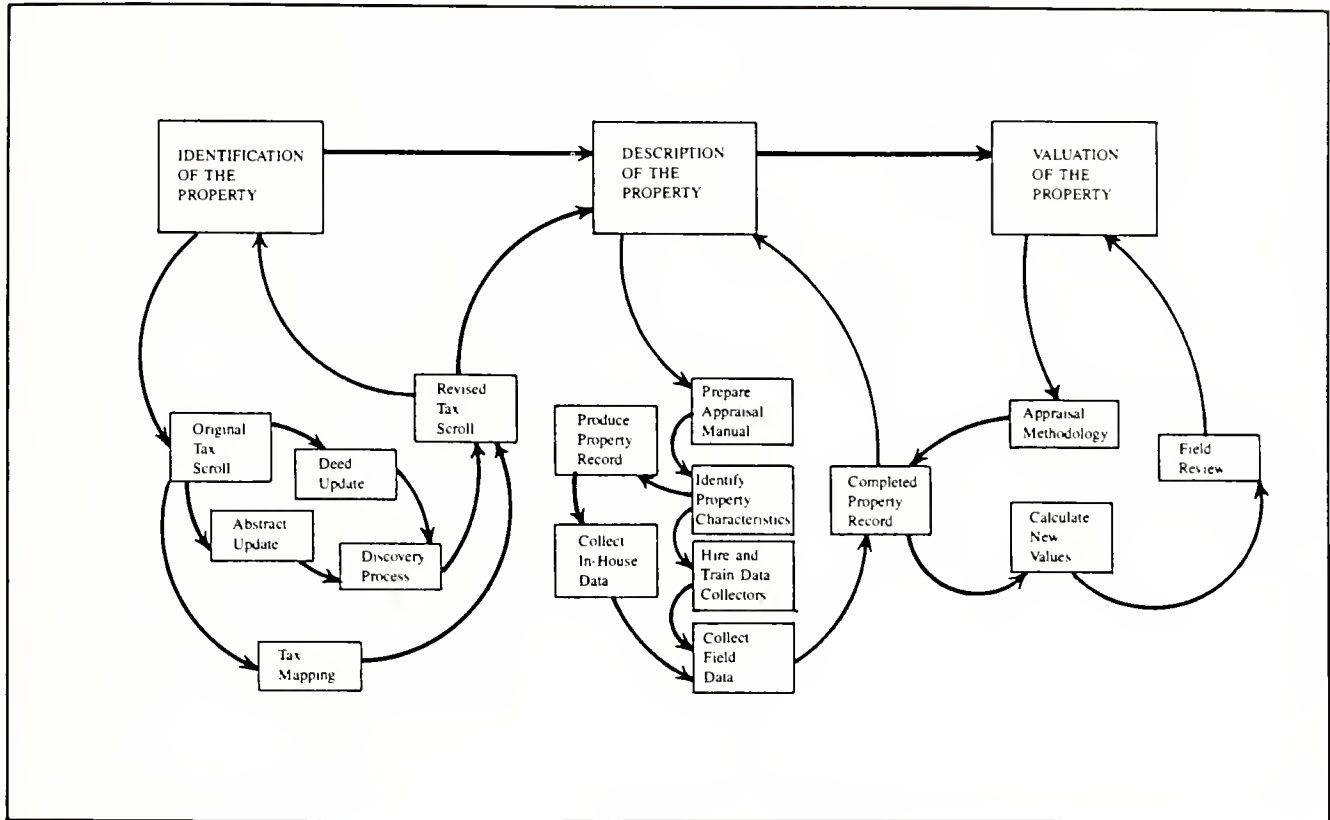 IDENTIFICATION
OF THE
PROPERTY
DESCRIPTION
OF THE
PROPERTY
VALUATION
OF THE
PROPERTY
Original
Tax
Scroll
Deed
Update
Abstract
Update
Discovery
Process
Tax
Mapping
Revised
Tax
Scroll
Produce
Property
Record
Collect
In-House
Data
Prepare
Appraisal
Manual
Identify
Property
Characteristics
Hire and
Train Data
Collectors
Collect
Field
Data
Completed
Property
Record
Appraisal
Methodology
Calculate
New
Values
Field
Review